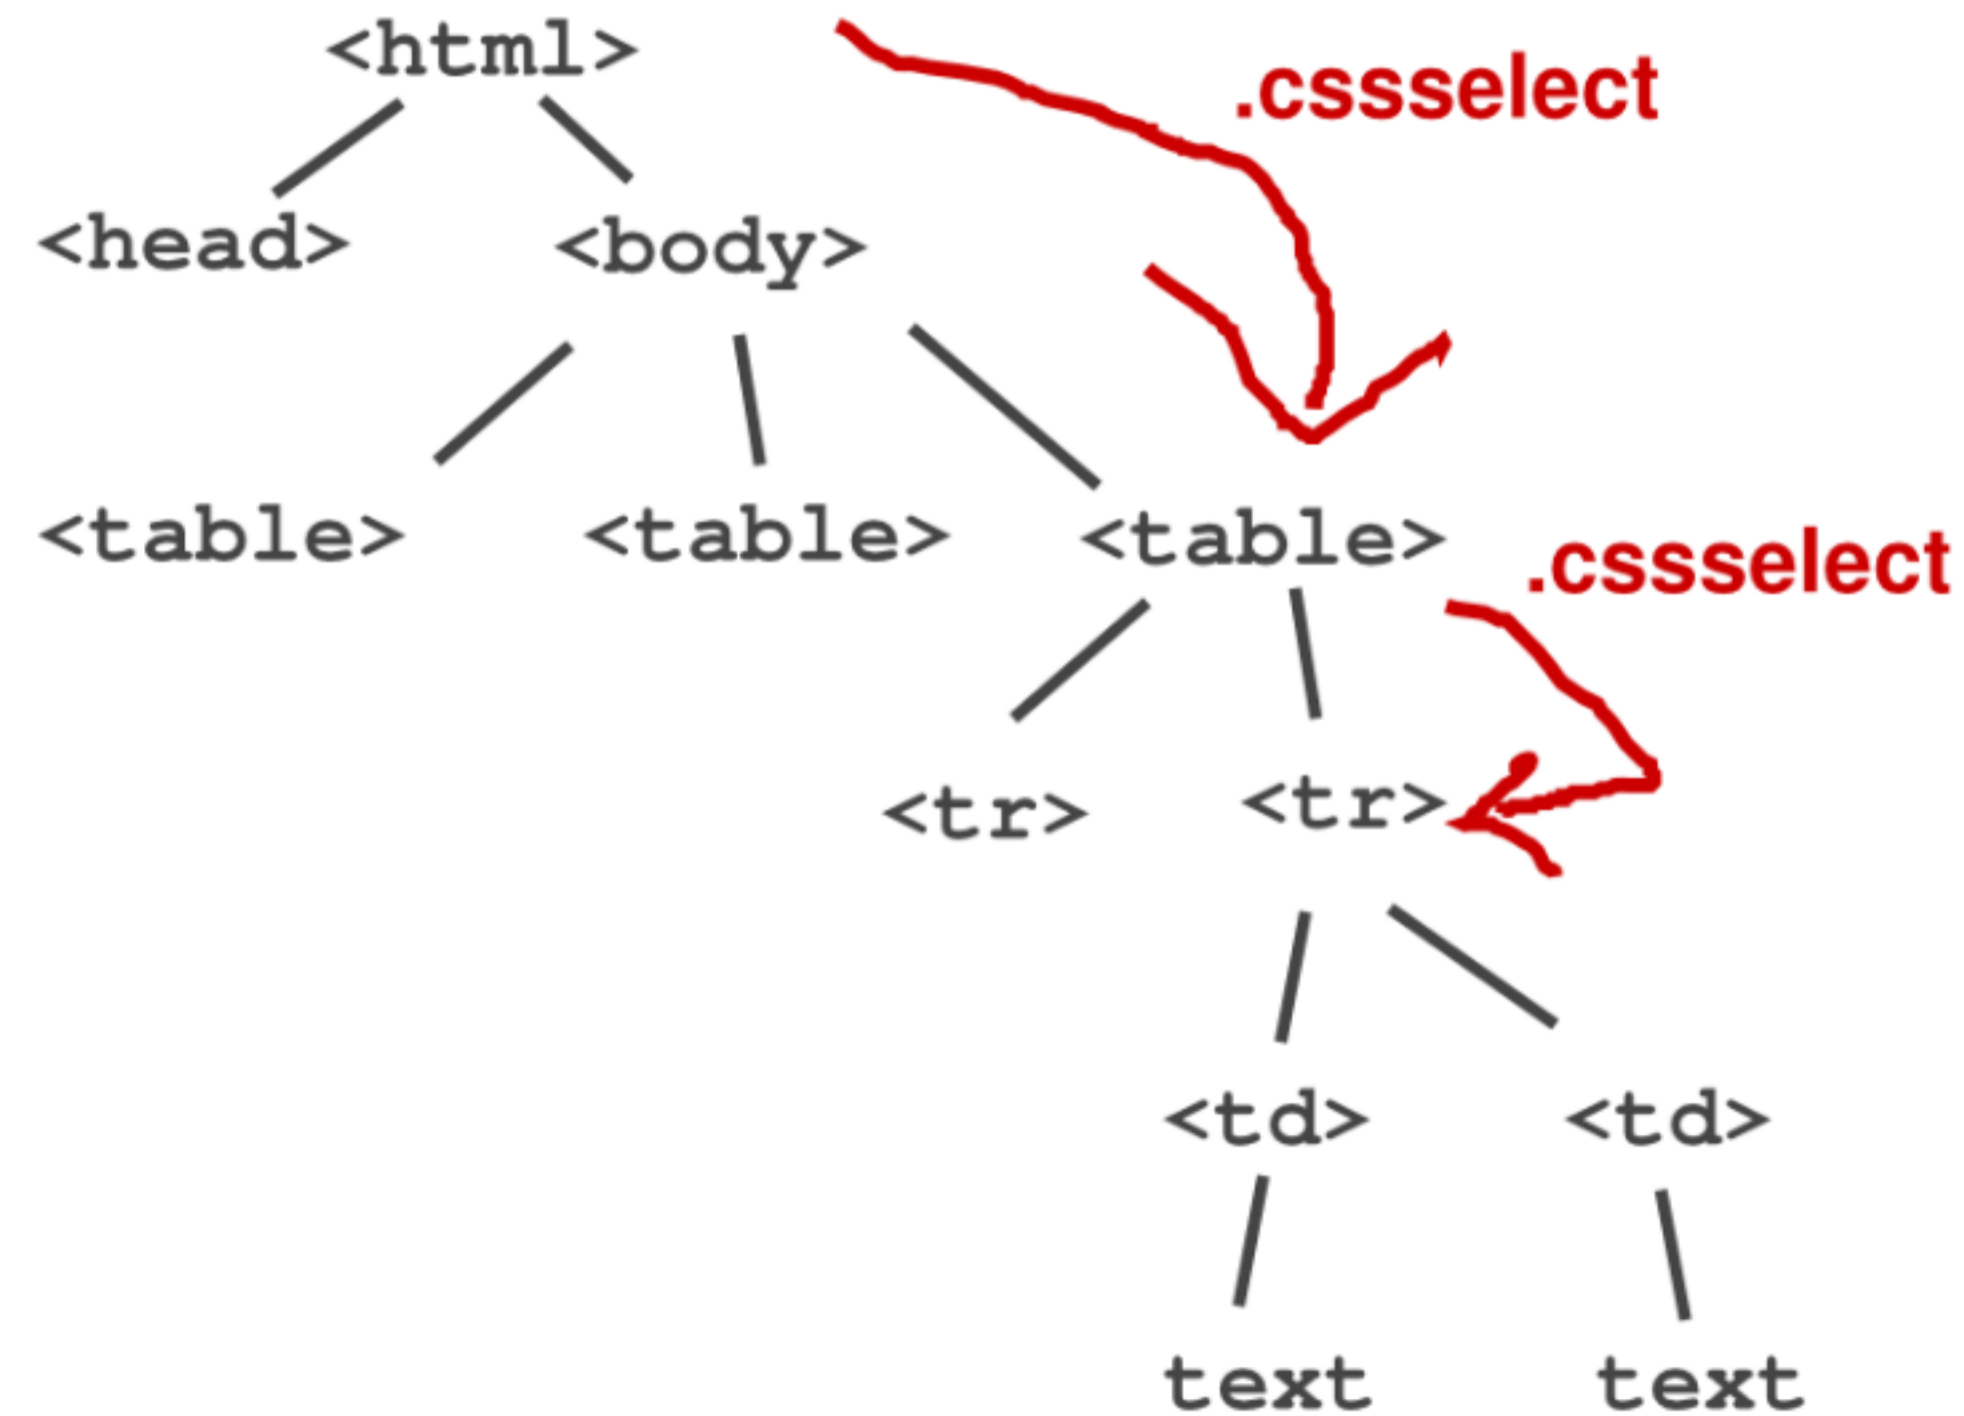 <html>
.cssselect
<head>
<body>
<table>
<table>
<table>
.cssselect
<tr>
<tr>
<td>
<td>
text
text